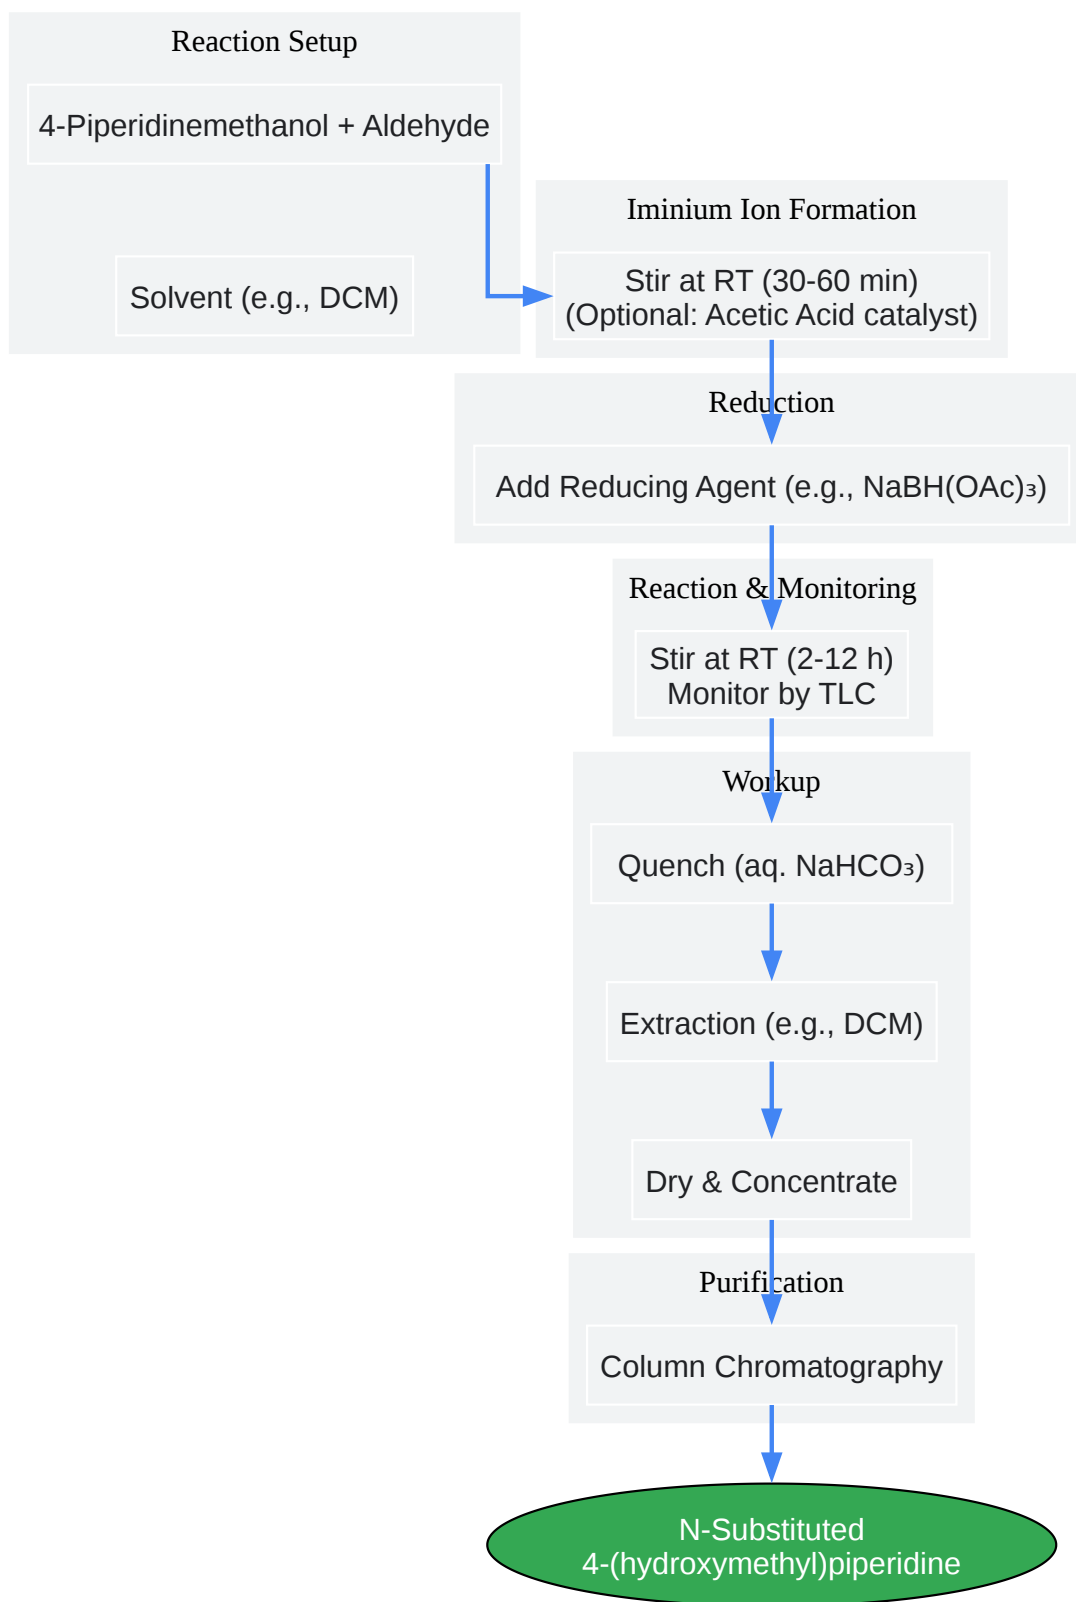 Reaction Setup
4-Piperidinemethanol + Aldehyde
Solvent (e.g., DCM)
Iminium Ion Formation
Stir at RT (30-60 min)
(Optional: Acetic Acid catalyst)
Reduction
Add Reducing Agent (e.g., NaBH(OAc)₃)
Reaction & Monitoring
Stir at RT (2-12 h)
Monitor by TLC
Workup
Quench (aq. NaHCO₃)
Extraction (e.g., DCM)
Dry & Concentrate
Purification
Column Chromatography
N-Substituted
4-(hydroxymethyl)piperidine